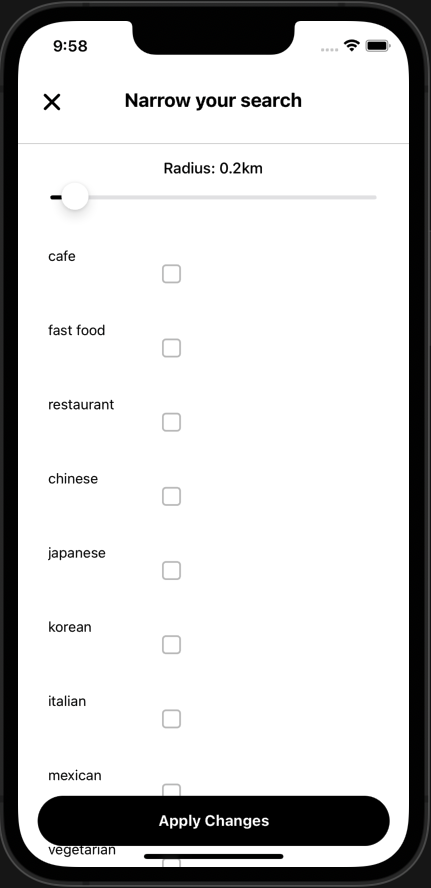 9:58
Narrow your search
Radius: 0.2km
cafe
fast food
restaurant
chinese
japanese
korean
italian
mexican
Apply Changes
vegetarian